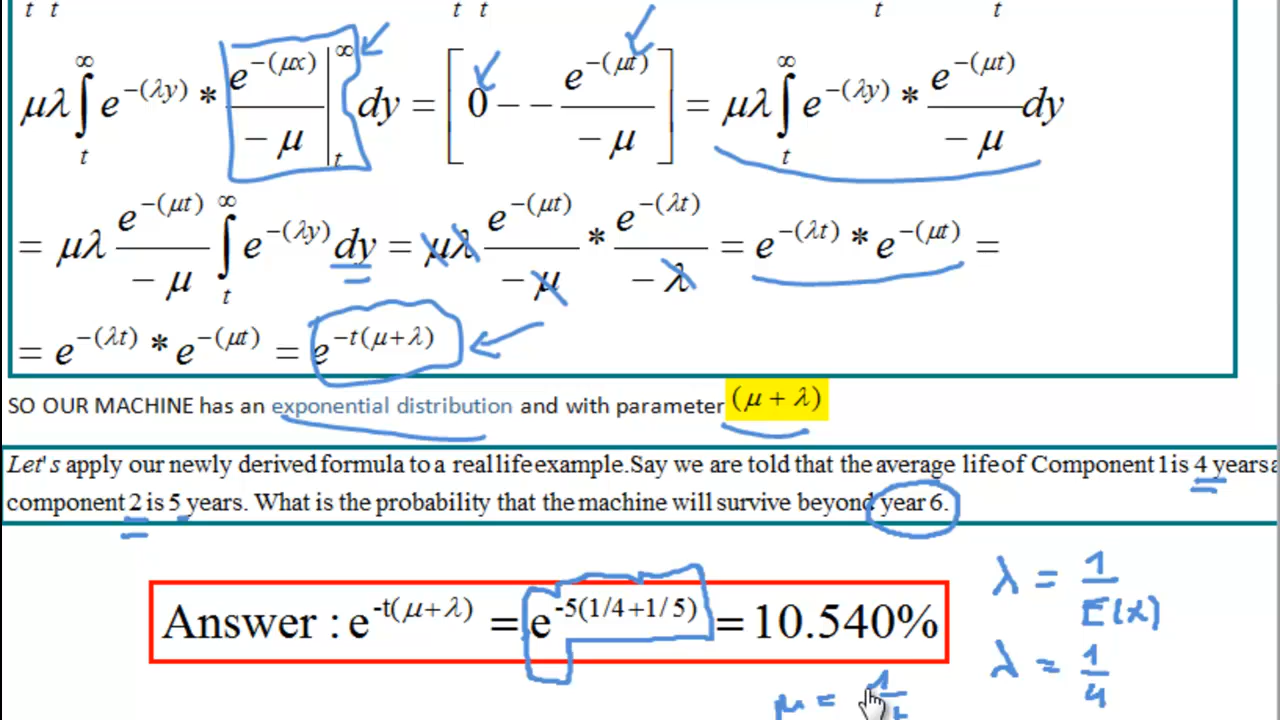 t t t t t t
μλ ∫_t^∞ e^{-(λy)} * e^{-(μx)}/-μ |_t^∞ dy = [0 - - e^{-(μt)}/-μ] = μλ ∫_t^∞ e^{-(λy)} * e^{-(μt)}/-μ dy
= μλ e^{-(μt)}/-μ ∫_t^∞ e^{-(λy)} dy = μλ e^{-(μt)}/-μ * e^{-(λt)}/-λ = e^{-(λt)} * e^{-(μt)} =
= e^{-(λt)} * e^{-(μt)} = e^{-t(μ+λ)}
SO OUR MACHINE has an exponential distribution and with parameter (μ + λ)
Let's apply our newly derived formula to a real life example.Say we are told that the average life of Component 1 is 4 years a
component 2 is 5 years. What is the probability that the machine will survive beyond year 6.
Answer : e^{-t(μ+λ)} = e^{-5(1/4+1/5)} = 10.540%
λ = 1/E(x)
λ = 1/4
μ = 1/